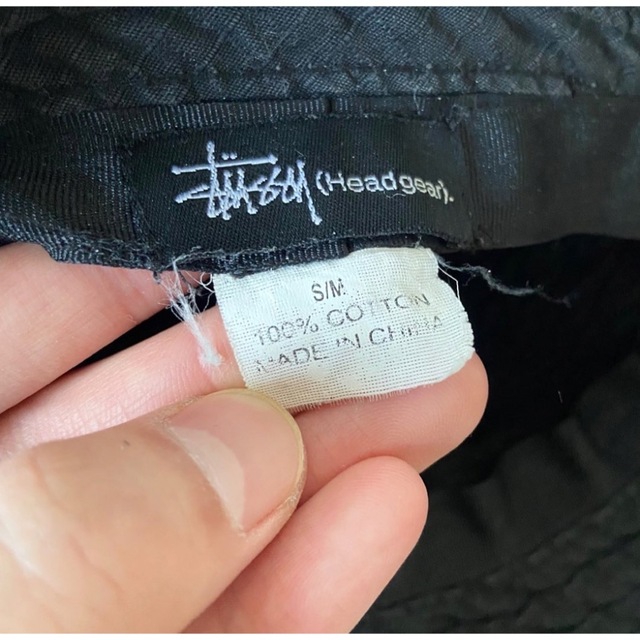 Stüssy (Headgear).
S/M
100% COTTON
MADE IN CHINA